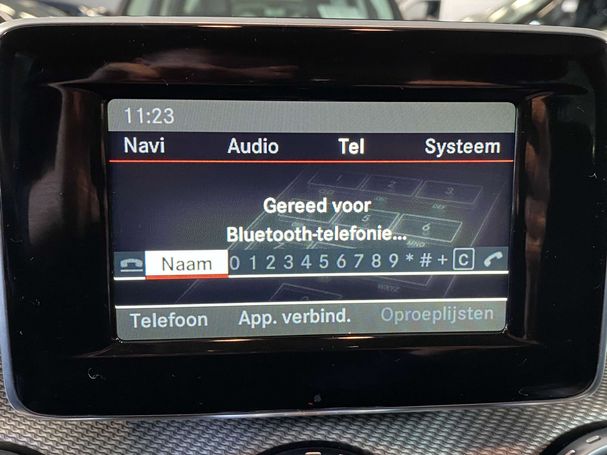 11:23
Navi Audio Tel Systeem
Gereed voor
Bluetooth-telefonie...
Naam 0 1 2 3 4 5 6 7 8 9 * # + C
Telefoon App. verbind. Oproeplijsten